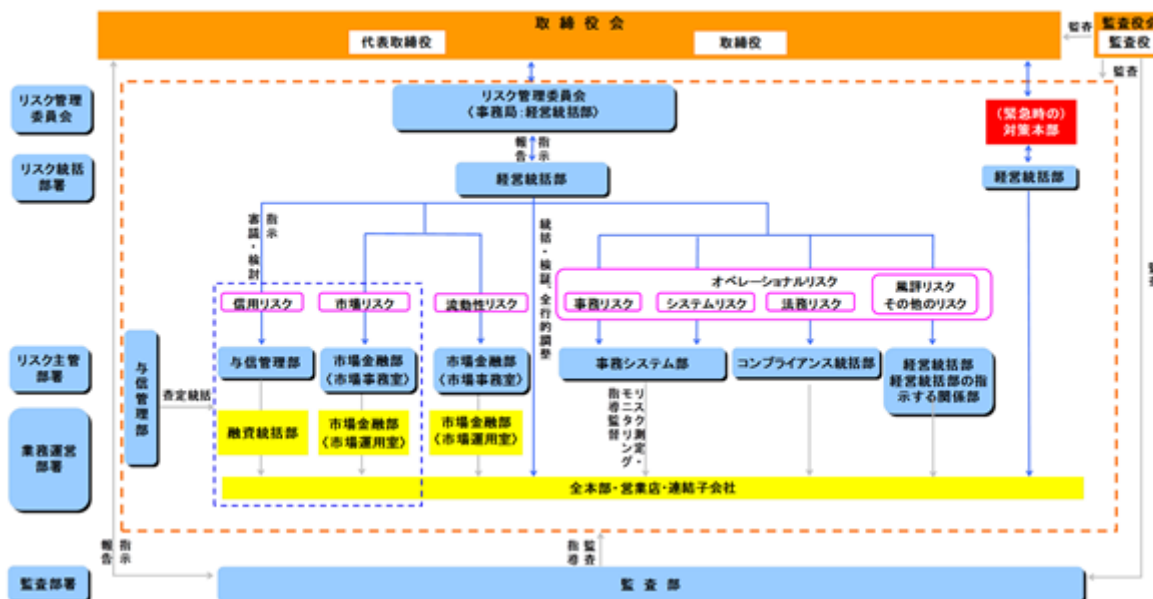 取締役会
代表取締役
取締役
監査
監査役会
監査役
監査
リスク管理
委員会
リスク管理委員会
（事務局：経営統括部）
（緊急時の）
対策本部
報告
指示
リスク統括
部署
経営統括部
経営統括部
指示
審議・検討
統括・検証、全行的調整
監査
オペレーショナルリスク
信用リスク
市場リスク
流動性リスク
事務リスク
システムリスク
法務リスク
風評リスク
その他のリスク
リスク主管
部署
与信管理部
査定統括
与信管理部
市場金融部
（市場事務室）
市場金融部
（市場事務室）
事務システム部
コンプライアンス統括部
経営統括部
経営統括部の指
示する関係部
業務運営
部署
融資統括部
市場金融部
（市場運用室）
市場金融部
（市場運用室）
リスク測定・
モニタリング
指導監督
全本部・営業店・連結子会社
報告
指示
指導
監査
監査部署
監査部